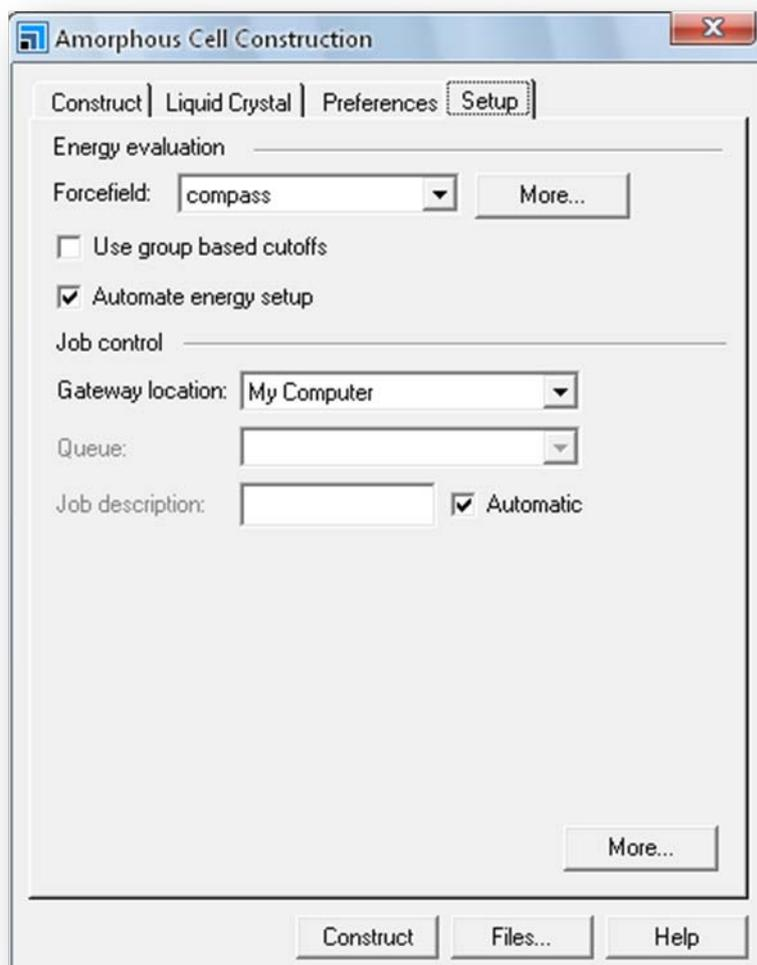 Amorphous Cell Construction
Construct Liquid Crystal Preferences Setup
Energy evaluation
Forcefield: compass More...
Use group based cutoffs
Automate energy setup
Job control
Gateway location: My Computer
Queue:
Job description: Automatic
More...
Construct Files... Help